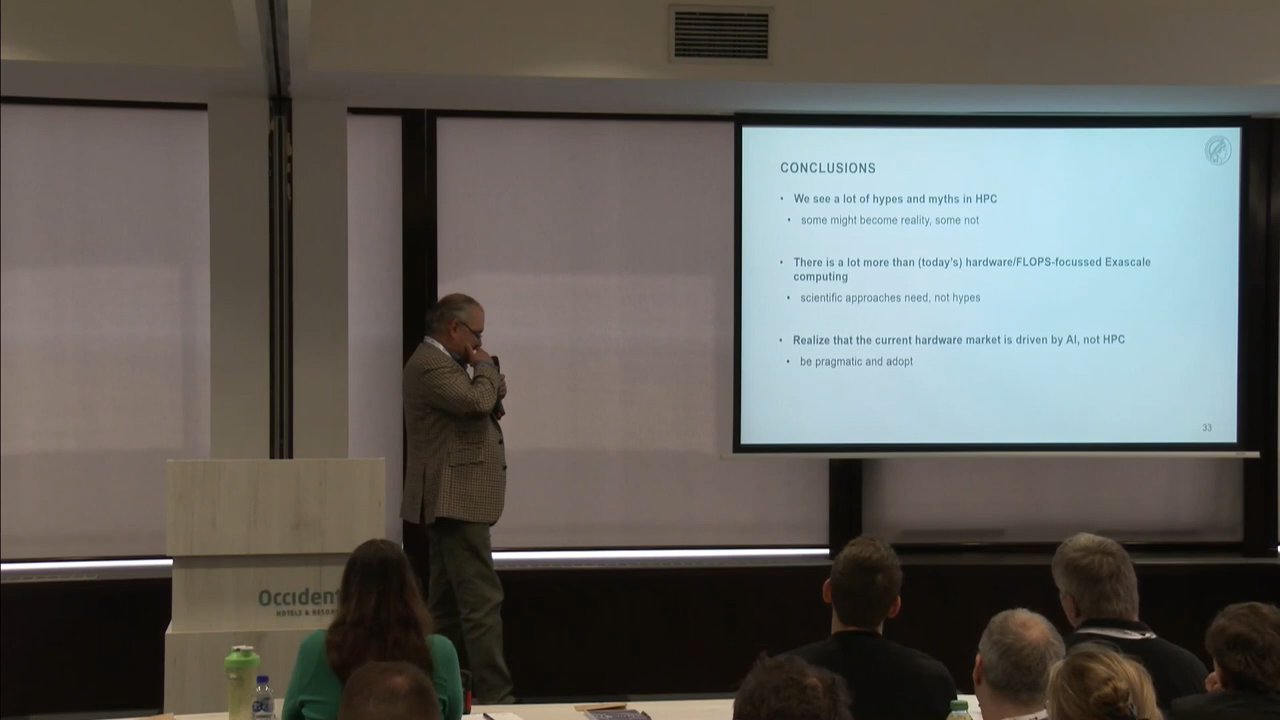 CONCLUSIONS
• We see a lot of hypes and myths in HPC
• some might become reality, some not
• There is a lot more than (today's) hardware/FLOPS-focussed Exascale
computing
• scientific approaches need, not hypes
• Realize that the current hardware market is driven by AI, not HPC
• be pragmatic and adopt
33
Occident
HOTELS & RESO